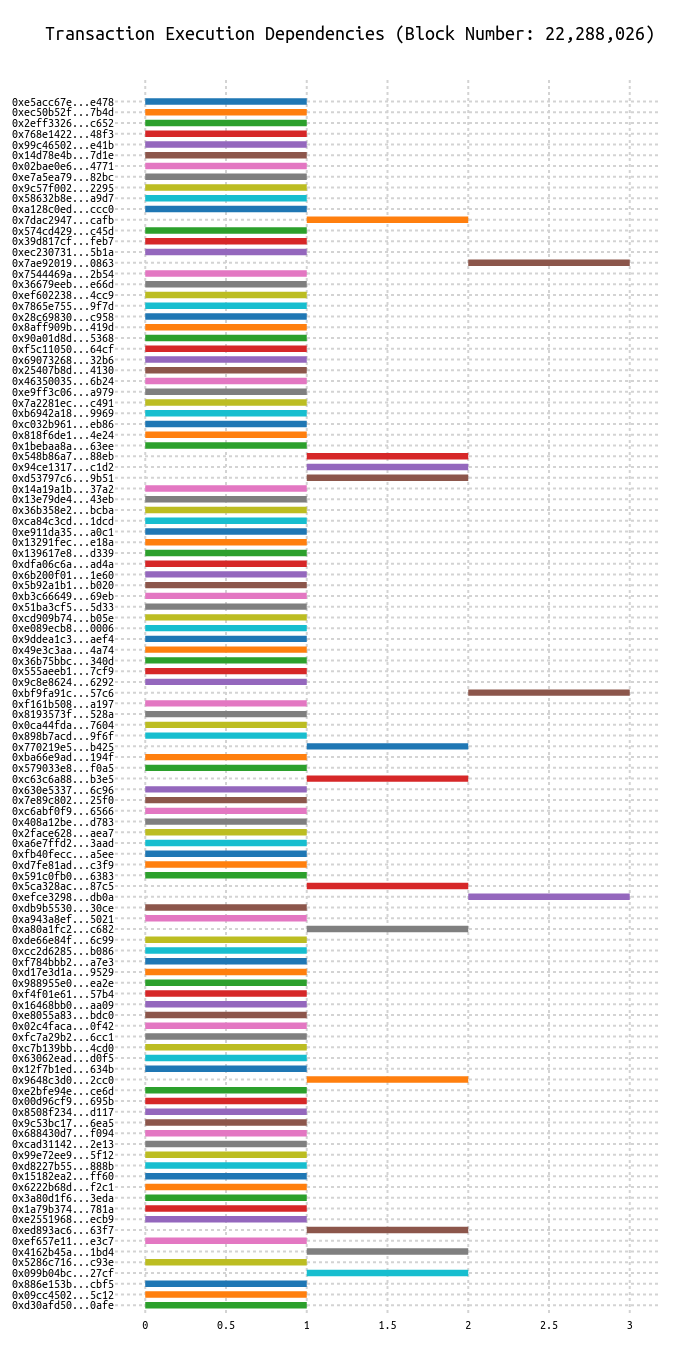 Transaction Execution Dependencies (Block Number: 22,288,026)
0xe5acc67e...e478
0xec50b52f...7b4d
0x2eff3326...c652
0x768e1422...48f3
0x99c46502...e41b
0x14d78e4b...7d1e
0x02bae0e6...4771
0xe7a5ea79...82bc
0x9c57f002...2295
0x58632b8e...a9d7
0xa128c0ed...ccc0
0x7dac2947...cafb
0x574cd429...c45d
0x39d817cf...feb7
0xec230731...5b1a
0x7ae92019...0863
0x7544469a...2b54
0x36679eeb...e66d
0xef602238...4cc9
0x7865e755...9f7d
0x28c69830...c958
0x8aff909b...419d
0x90a01d8d...5368
0xf5c11050...64cf
0x69073268...32b6
0x25407b8d...4130
0x46350035...6b24
0xe9ff3c06...a979
0x7a2281ec...c491
0xb6942a18...9969
0xc032b961...eb86
0x818f6de1...4e24
0x1bebaa8a...63ee
0x548b86a7...88eb
0x94ce1317...c1d2
0xd53797c6...9b51
0x14a19a1b...37a2
0x13e79de4...43eb
0x36b358e2...bcba
0xca84c3cd...1dcd
0xe911da35...a0c1
0x13291fec...e18a
0x139617e8...d339
0xdfa06c6a...ad4a
0x6b200f01...1e60
0x5b92a1b1...b020
0xb3c66649...69eb
0x51ba3cf5...5d33
0xcd909b74...b05e
0xe089ecb8...0006
0x9ddea1c3...aef4
0x49e3c3aa...4a74
0x36b75bbc...340d
0x555aeeb1...7cf9
0x9c8e8624...6292
0xbf9fa91c...57c6
0xf161b508...a197
0x8193573f...528a
0x0ca44fda...7604
0x898b7acd...9f6f
0x770219e5...b425
0xba66e9ad...194f
0x579033e8...f0a5
0xc63c6a88...b3e5
0x630e5337...6c96
0x7e89c802...25f0
0xc6abf0f9...6566
0x408a12be...d783
0x2face628...aea7
0xa6e7ffd2...3aad
0xfb40fecc...a5ee
0xd7fe81ad...c3f9
0x591c0fb0...6383
0x5ca328ac...87c5
0xefce3298...db0a
0xdb9b5530...30ce
0xa943a8ef...5021
0xa80a1fc2...c682
0xde66e84f...6c99
0xcc2d6285...b086
0xf784bbb2...a7e3
0xd17e3d1a...9529
0x988955e0...ea2e
0xf4f01e61...57b4
0x16468bb0...aa09
0xe8055a83...bdc0
0x02c4faca...0f42
0xfc7a29b2...6cc1
0xc7b139bb...4cd0
0x63062ead...d0f5
0x12f7b1ed...634b
0x9648c3d0...2cc0
0xe2bfe94e...ce6d
0x00d96cf9...695b
0x8508f234...d117
0x9c53bc17...6ea5
0x688430d7...f094
0xcad31142...2e13
0x99e72ee9...5f12
0xd8227b55...888b
0x15182ea2...ff60
0x6222b68d...f2c1
0x3a80d1f6...3eda
0x1a79b374...781a
0xe2551968...ecb9
0xed893ac6...63f7
0xef657e11...e3c7
0x4162b45a...1bd4
0x5286c716...c93e
0x099b04bc...27cf
0x886e153b...cbf5
0x09cc4502...5c12
0xd30afd50...0afe
0 0.5 1 1.5 2 2.5 3